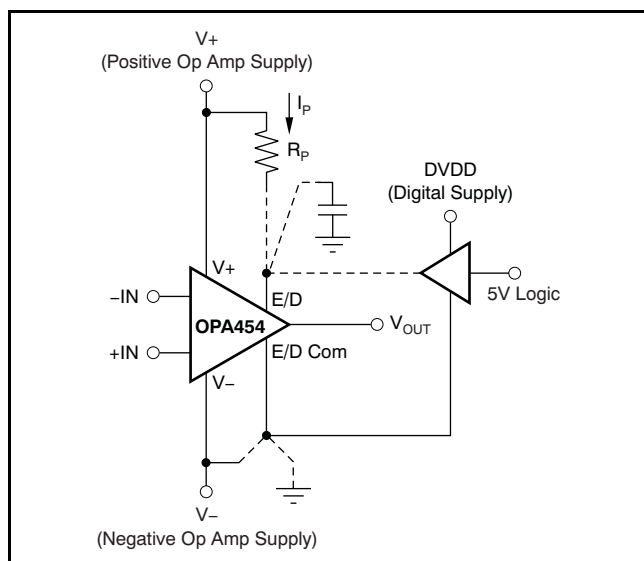 V+
(Positive Op Amp Supply)
I_P
R_P
DVDD
(Digital Supply)
V+
–IN
E/D
5V Logic
OPA454
V_OUT
+IN
E/D Com
V–
V–
(Negative Op Amp Supply)